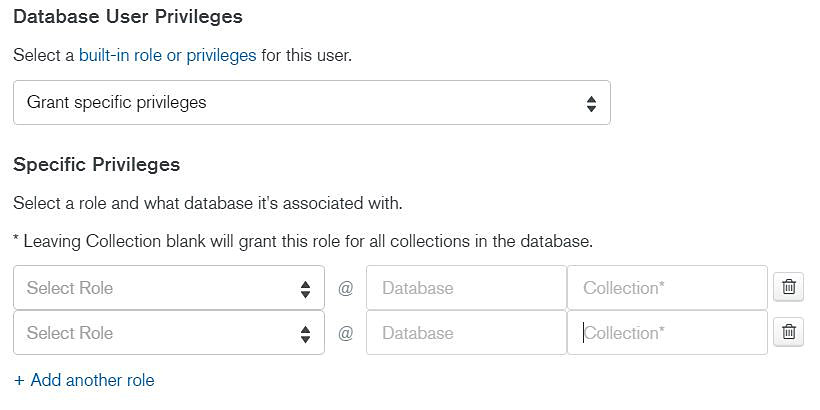 Database User Privileges
Select a built-in role or privileges for this user.
Grant specific privileges
Specific Privileges
Select a role and what database it's associated with.
* Leaving Collection blank will grant this role for all collections in the database.
Select Role @ Database Collection*
Select Role @ Database Collection*
+ Add another role